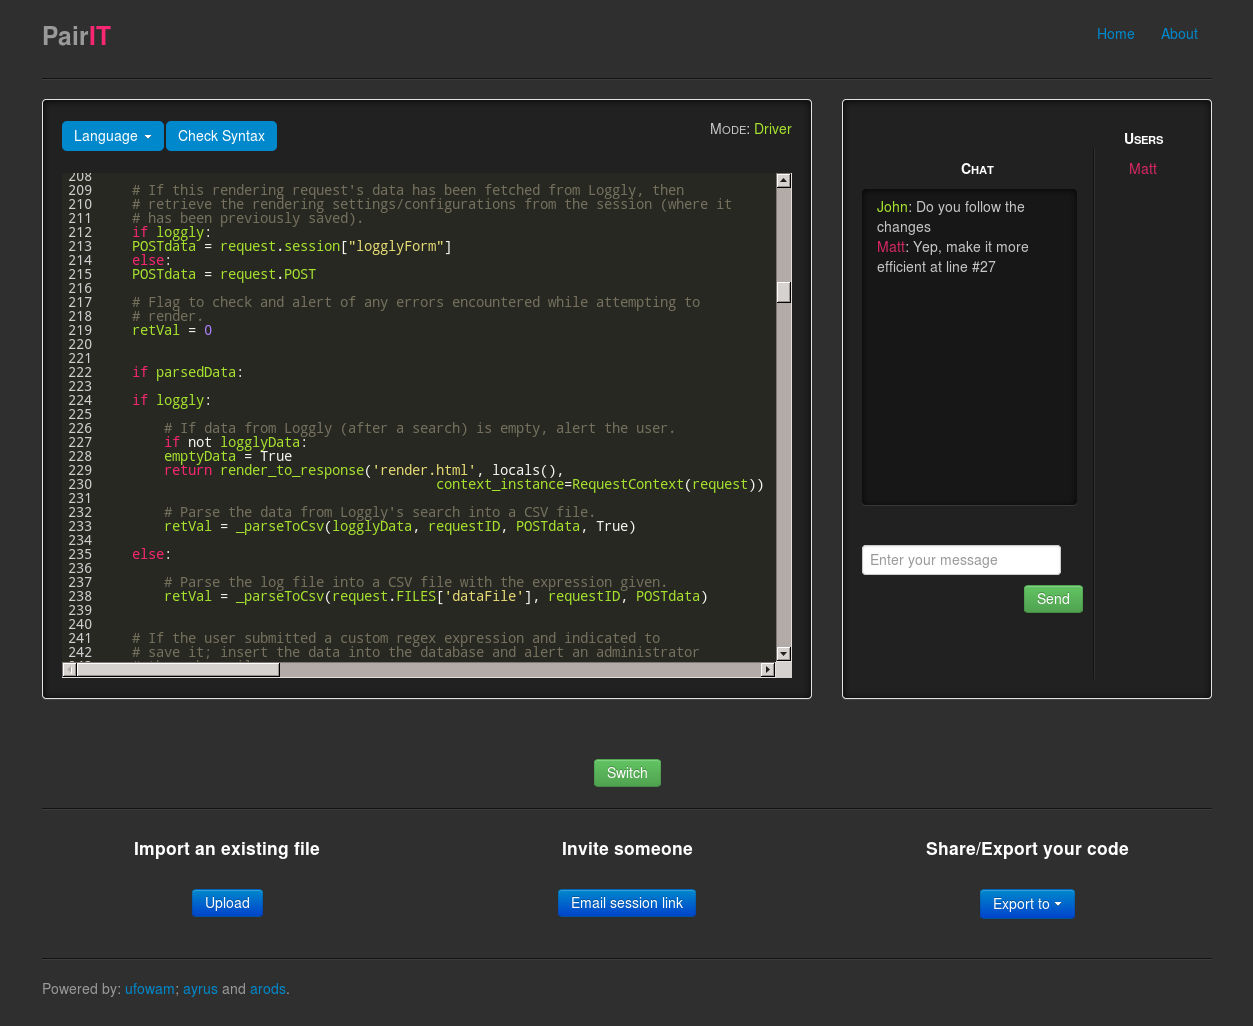 PairIT
Home About
Language Check Syntax
Mode: Driver
208
209 # If this rendering request's data has been fetched from Loggly, then
210 # retrieve the rendering settings/configurations from the session (where it
211 # has been previously saved).
212 if loggly:
213 POSTdata = request.session["logglyForm"]
214 else:
215 POSTdata = request.POST
216
217 # Flag to check and alert of any errors encountered while attempting to
218 # render.
219 retVal = 0
220
221
222 if parsedData:
223
224 if loggly:
225
226 # If data from Loggly (after a search) is empty, alert the user.
227 if not logglyData:
228 emptyData = True
229 return render_to_response('render.html', locals(),
230 context_instance=RequestContext(request))
231
232 # Parse the data from Loggly's search into a CSV file.
233 retVal = _parseToCsv(logglyData, requestID, POSTdata, True)
234
235 else:
236
237 # Parse the log file into a CSV file with the expression given.
238 retVal = _parseToCsv(request.FILES['dataFile'], requestID, POSTdata)
239
240
241 # If the user submitted a custom regex expression and indicated to
242 # save it; insert the data into the database and alert an administrator
Chat
John: Do you follow the
changes
Matt: Yep, make it more
efficient at line #27
Enter your message
Send
Users
Matt
Switch
Import an existing file
Upload
Invite someone
Email session link
Share/Export your code
Export to
Powered by: ufowam; ayrus and arods.